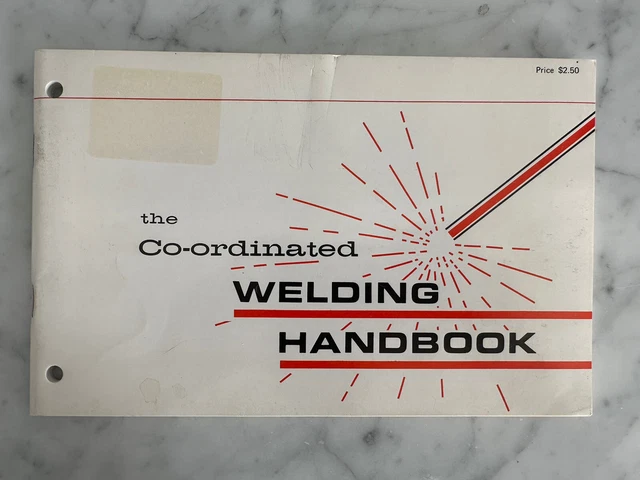 Price $2.50
the
Co-ordinated
WELDING
HANDBOOK